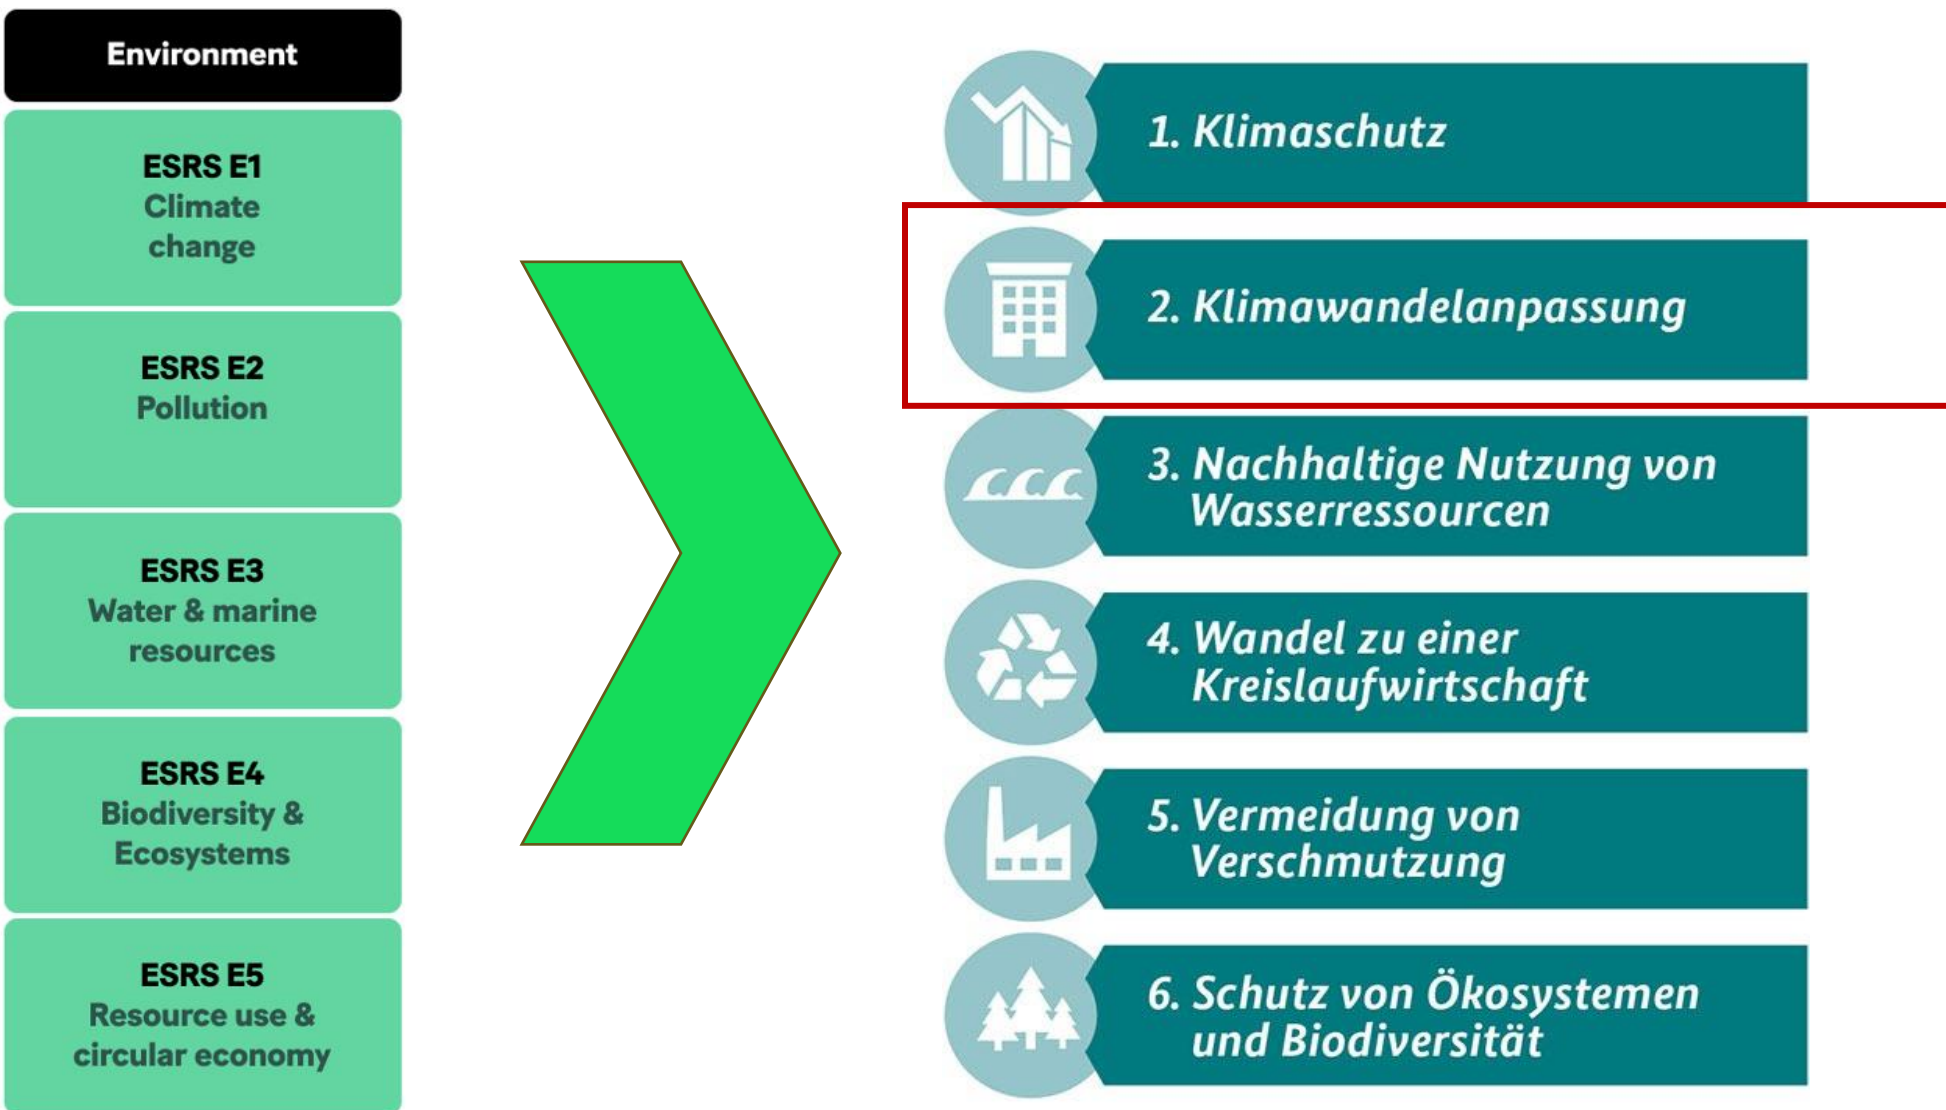 Environment
ESRS E1
Climate
change
ESRS E2
Pollution
ESRS E3
Water & marine
resources
ESRS E4
Biodiversity &
Ecosystems
ESRS E5
Resource use &
circular economy
1. Klimaschutz
2. Klimawandelanpassung
3. Nachhaltige Nutzung von
Wasserressourcen
4. Wandel zu einer
Kreislaufwirtschaft
5. Vermeidung von
Verschmutzung
6. Schutz von Ökosystemen
und Biodiversität